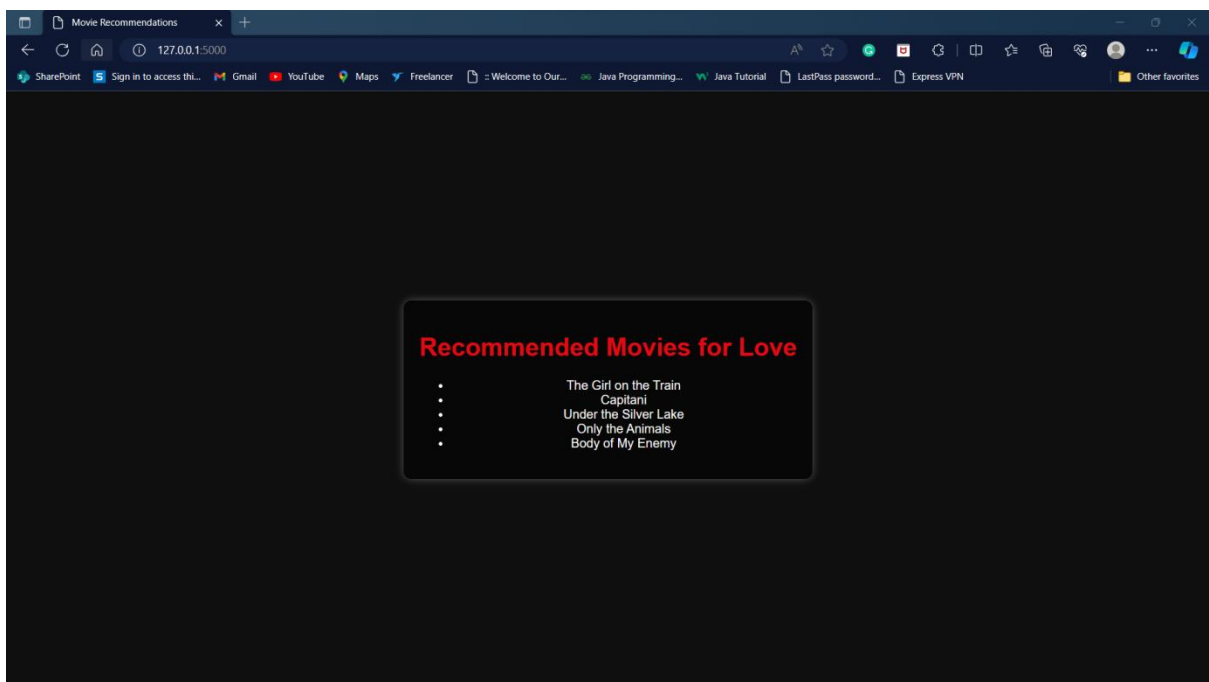 Movie Recommendations
127.0.0.1:5000
SharePoint Sign in to access thi... Gmail YouTube Maps Freelancer :: Welcome to Our... Java Programming... Java Tutorial LastPass password... Express VPN Other favorites
Recommended Movies for Love
• The Girl on the Train
• Capitani
• Under the Silver Lake
• Only the Animals
• Body of My Enemy